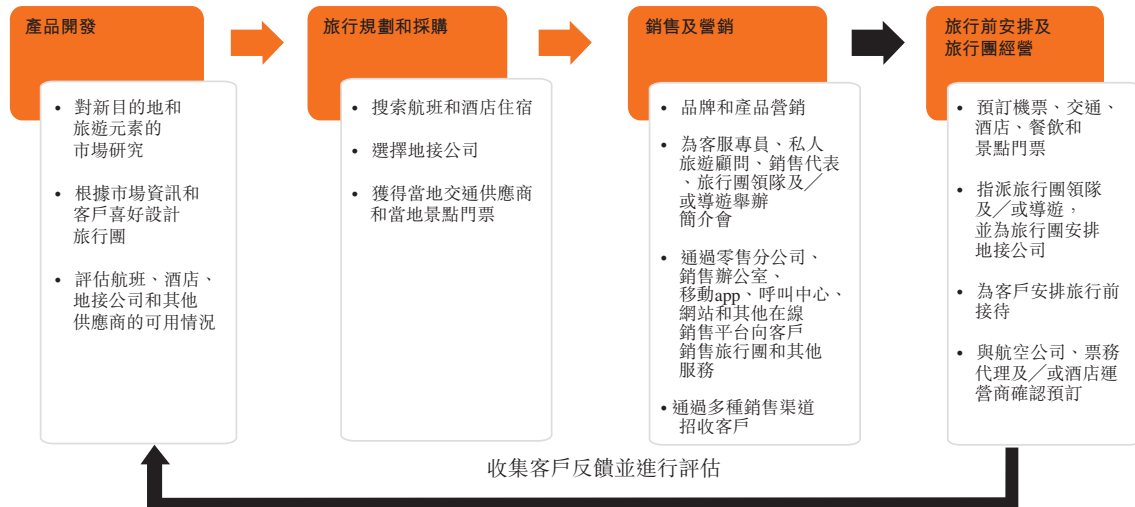 產品開發
• 對新目的地和
旅遊元素的
市場研究
• 根據市場資訊和
客戶喜好設計
旅行團
• 評估航班、酒店、
地接公司和其他
供應商的可用情況
旅行規劃和採購
• 搜索航班和酒店住宿
• 選擇地接公司
• 獲得當地交通供應商
和當地景點門票
銷售及營銷
• 品牌和產品營銷
• 為客服專員、私人
旅遊顧問、銷售代表
、旅行團領隊及／
或導遊舉辦
簡介會
• 通過零售分公司、
銷售辦公室、
移動app、呼叫中心、
網站和其他在線
銷售平台向客戶
銷售旅行團和其他
服務
• 通過多種銷售渠道
招收客戶
旅行前安排及
旅行團經營
• 預訂機票、交通、
酒店、餐飲和
景點門票
• 指派旅行團領隊
及／或導遊，
並為旅行團安排
地接公司
• 為客戶安排旅行前
接待
• 與航空公司、票務
代理及／或酒店運
營商確認預訂
收集客戶反饋並進行評估